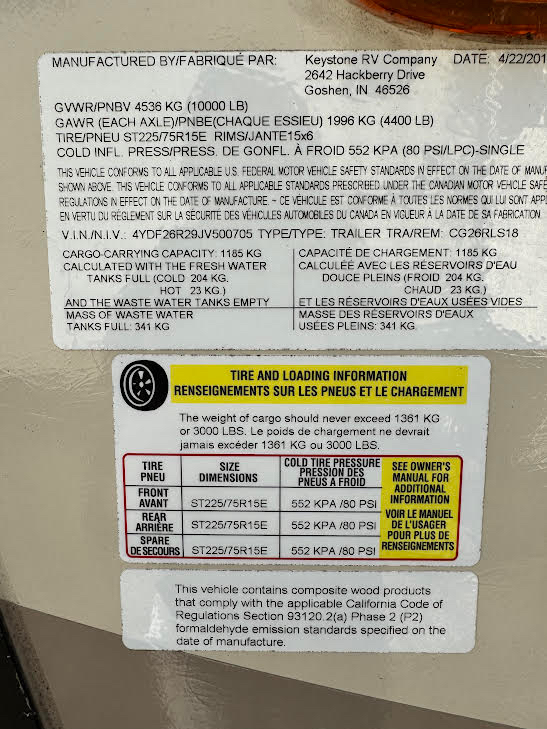 MANUFACTURED BY/FABRIQUÉ PAR: Keystone RV Company DATE: 4/22/201
2642 Hackberry Drive
Goshen, IN 46526
GVWR/PNBV 4536 KG (10000 LB)
GAWR (EACH AXLE)/PNBE(CHAQUE ESSIEU) 1996 KG (4400 LB)
TIRE/PNEU ST225/75R15E RIMS/JANTE15x6
COLD INFL. PRESS/PRESS. DE GONFL. À FROID 552 KPA (80 PSI/LPC)-SINGLE
THIS VEHICLE CONFORMS TO ALL APPLICABLE U.S. FEDERAL MOTOR VEHICLE SAFETY STANDARDS IN EFFECT ON THE DATE OF MANUF
SHOWN ABOVE. THIS VEHICLE CONFORMS TO ALL APPLICABLE STANDARDS PRESCRIBED UNDER THE CANADIAN MOTOR VEHICLE SAFE
REGULATIONS IN EFFECT ON THE DATE OF MANUFACTURE. - CE VÉHICULE EST CONFORME À TOUTES LES NORMES QUI LUI SONT APPL
EN VERTU DU RÈGLEMENT SUR LA SÉCURITÉ DES VÉHICULES AUTOMOBILES DU CANADA EN VIGUEUR À LA DATE DE SA FABRICATION.
V.I.N./N.I.V.: 4YDF26R29JV500705 TYPE/TYPE: TRAILER TRA/REM: CG26RLS18
CARGO-CARRYING CAPACITY: 1185 KG
CALCULATED WITH THE FRESH WATER
TANKS FULL (COLD 204 KG.
HOT 23 KG.)
AND THE WASTE WATER TANKS EMPTY
MASS OF WASTE WATER
TANKS FULL: 341 KG
CAPACITÉ DE CHARGEMENT: 1185 KG
CALCULÉE AVEC LES RÉSERVOIRS D'EAU
DOUCE PLEINS (FROID 204 KG.
CHAUD 23 KG.)
ET LES RÉSERVOIRS D'EAUX USÉES VIDES
MASSE DES RÉSERVOIRS D'EAUX
USÉES PLEINS: 341 KG.
TIRE AND LOADING INFORMATION
RENSEIGNEMENTS SUR LES PNEUS ET LE CHARGEMENT
The weight of cargo should never exceed 1361 KG
or 3000 LBS. Le poids de chargement ne devrait
jamais excéder 1361 KG ou 3000 LBS.
TIRE
PNEU
SIZE
DIMENSIONS
COLD TIRE PRESSURE
PRESSION DES
PNEUS A FROID
FRONT
AVANT
ST225/75R15E
552 KPA /80 PSI
REAR
ARRIÈRE
ST225/75R15E
552 KPA /80 PSI
SPARE
DE SECOURS
ST225/75R15E
552 KPA /80 PSI
SEE OWNER'S
MANUAL FOR
ADDITIONAL
INFORMATION
VOIR LE MANUEL
DE L'USAGER
POUR PLUS DE
RENSEIGNEMENTS
This vehicle contains composite wood products
that comply with the applicable California Code of
Regulations Section 93120.2(a) Phase 2 (P2)
formaldehyde emission standards specified on the
date of manufacture.